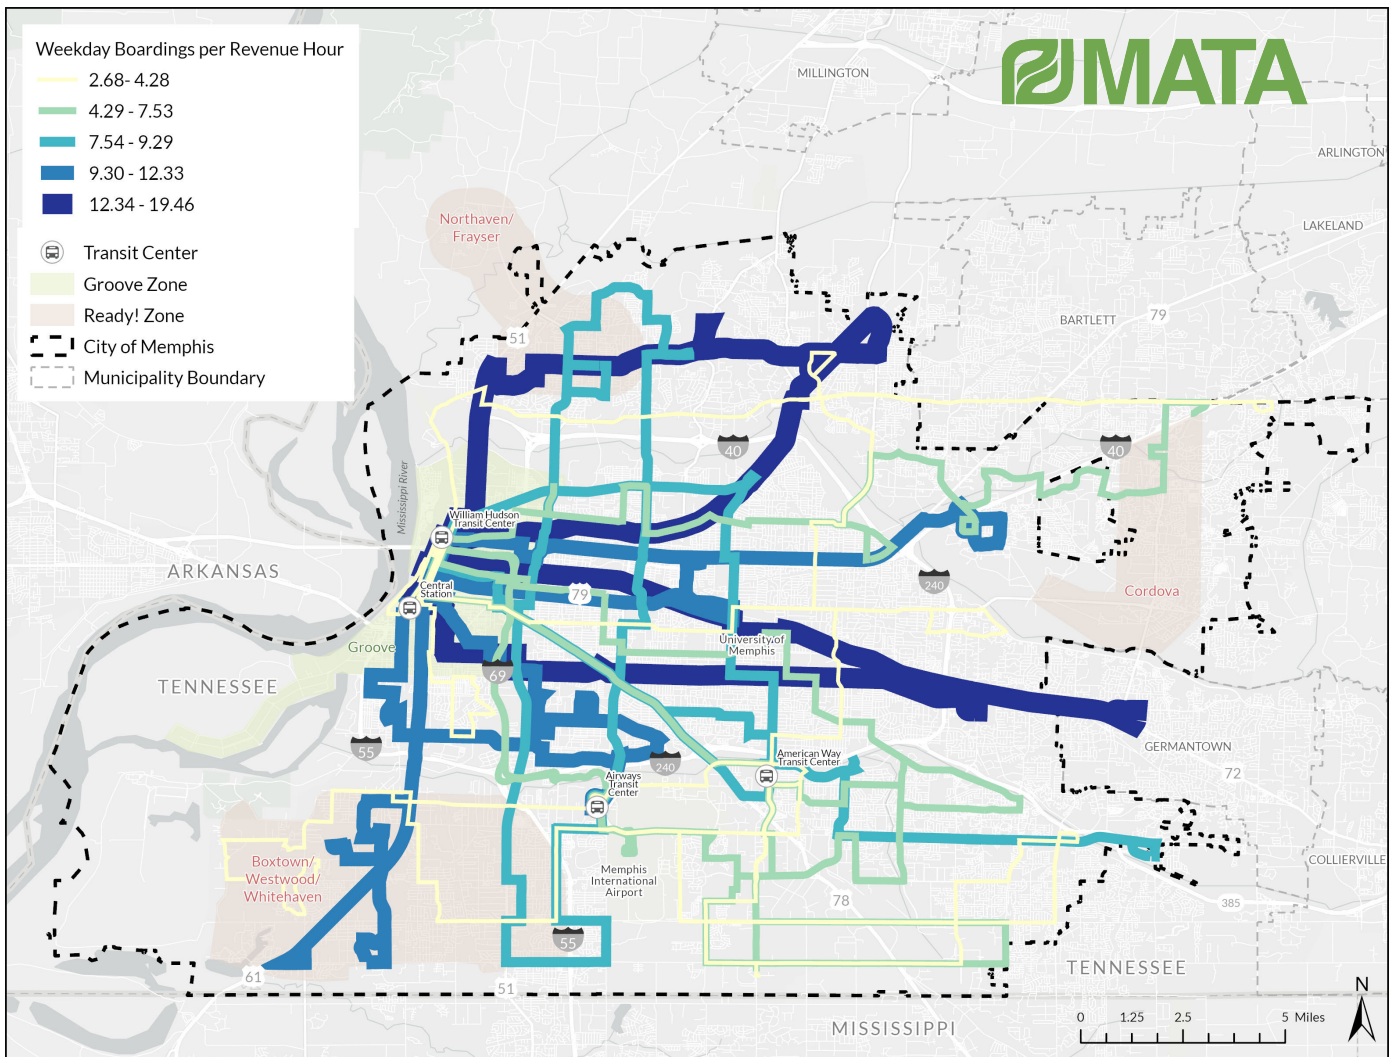 Weekday Boardings per Revenue Hour
2.68- 4.28
4.29 - 7.53
7.54 - 9.29
9.30 - 12.33
12.34 - 19.46
Transit Center
Groove Zone
Ready! Zone
City of Memphis
Municipality Boundary
MATA
MILLINGTON
ARLINGTON
LAKELAND
Northaven/
Frayser
BARTLETT
79
51
40
40
Mississippi River
William Hudson
Transit Center
ARKANSAS
240
Central
Station
79
Cordova
University of
Memphis
Groove
69
TENNESSEE
55
240
American Way
Transit Center
GERMANTOWN
72
Airways
Transit
Center
Boxtown/
Westwood/
Whitehaven
Memphis
International
Airport
COLLIERVILLE
78
385
55
61
51
TENNESSEE
MISSISSIPPI
N
0 1.25 2.5 5 Miles